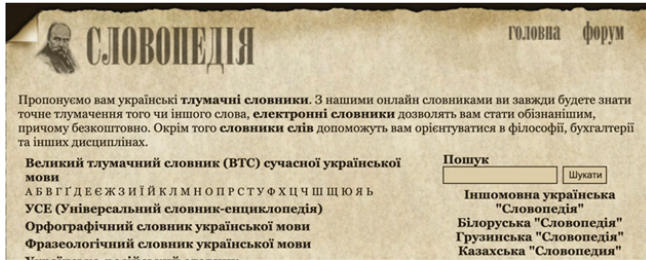 СЛОВОПЕДІЯ
головна форум
Пропонуємо вам українські тлумачні словники. З нашими онлайн словниками ви завжди будете знати
точне тлумачення того чи іншого слова, електронні словники дозволять вам стати обізнанішим,
причому безкоштовно. Окрім того словники слів допоможуть вам орієнтуватися в філософії, бухгалтерії
та інших дисциплінах.
Великий тлумачний словник (ВТС) сучасної української
мови
А Б В Г Ґ Д Е Є Ж З И Ї Й К Л М Н О П Р С Т У Ф Х Ц Ч Ш Щ Ю Я Ь
УСЕ (Універсальний словник-енциклопедія)
Орфографічний словник української мови
Фразеологічний словник української мови
Пошук
Шукати
Іншомовна українська
"Словопедія"
Білоруська "Словопедія"
Грузинська "Словопедія"
Казахська "Словопедия"